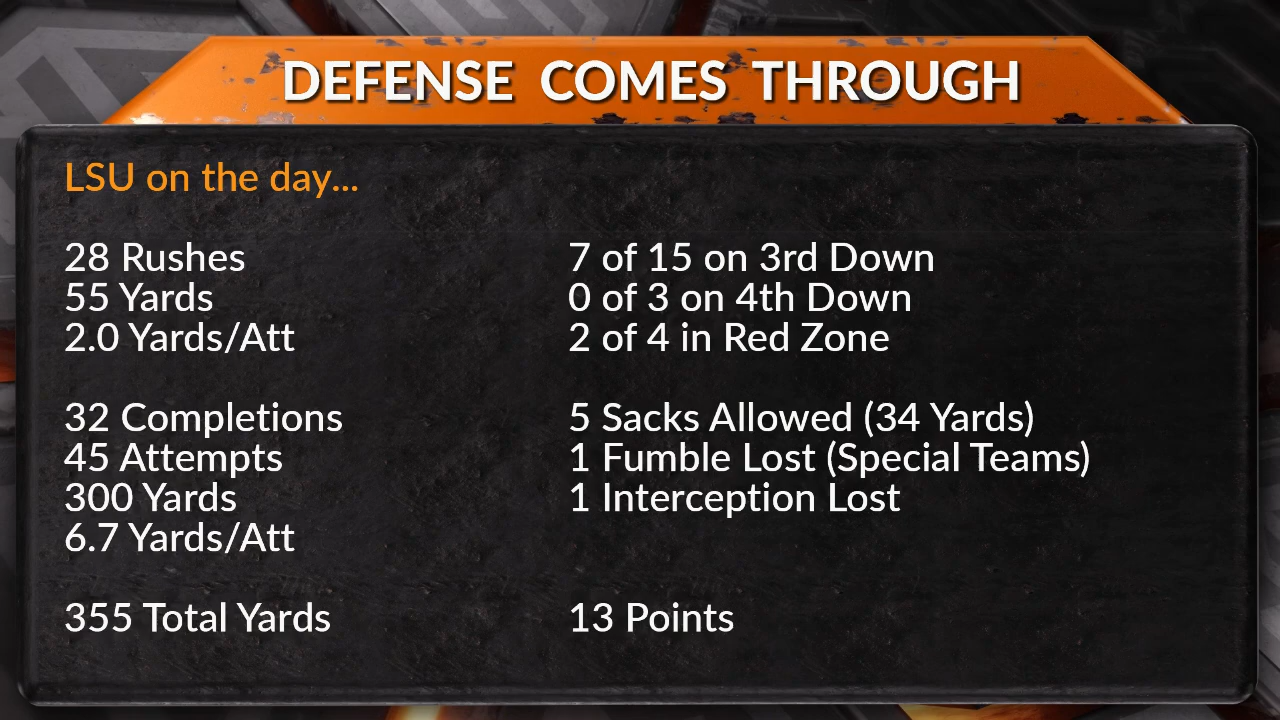 DEFENSE COMES THROUGH
LSU on the day...
28 Rushes
55 Yards
2.0 Yards/Att
32 Completions
45 Attempts
300 Yards
6.7 Yards/Att
355 Total Yards
7 of 15 on 3rd Down
0 of 3 on 4th Down
2 of 4 in Red Zone
5 Sacks Allowed (34 Yards)
1 Fumble Lost (Special Teams)
1 Interception Lost
13 Points